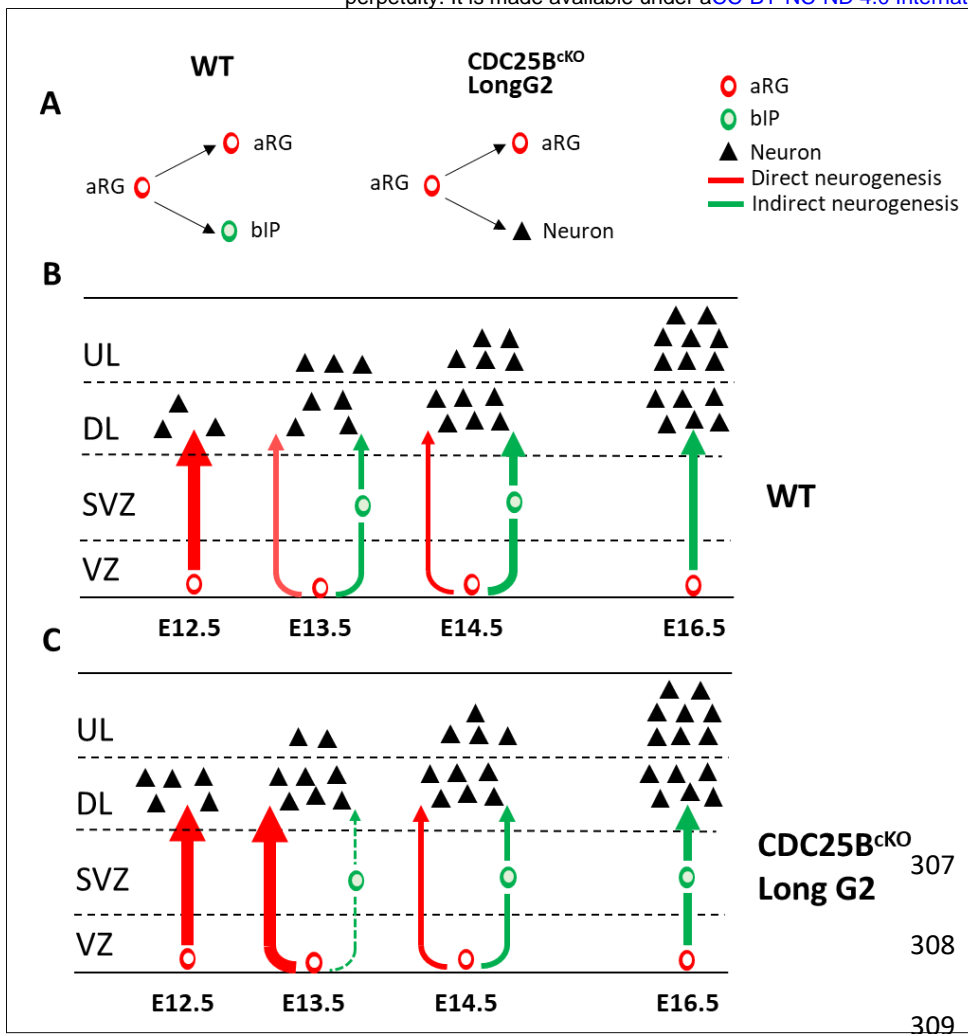 perpetuity. It is made available under aCC-BY-NC-ND 4.0 Internat
WT
CDC25BcKO
LongG2
A
aRG
aRG
bIP
aRG
aRG
Neuron
aRG
bIP
Neuron
Direct neurogenesis
Indirect neurogenesis
B
UL
DL
SVZ
VZ
WT
E12.5 E13.5 E14.5 E16.5
C
UL
DL
SVZ
VZ
CDC25BcKO
Long G2
307
308
E12.5 E13.5 E14.5 E16.5
309